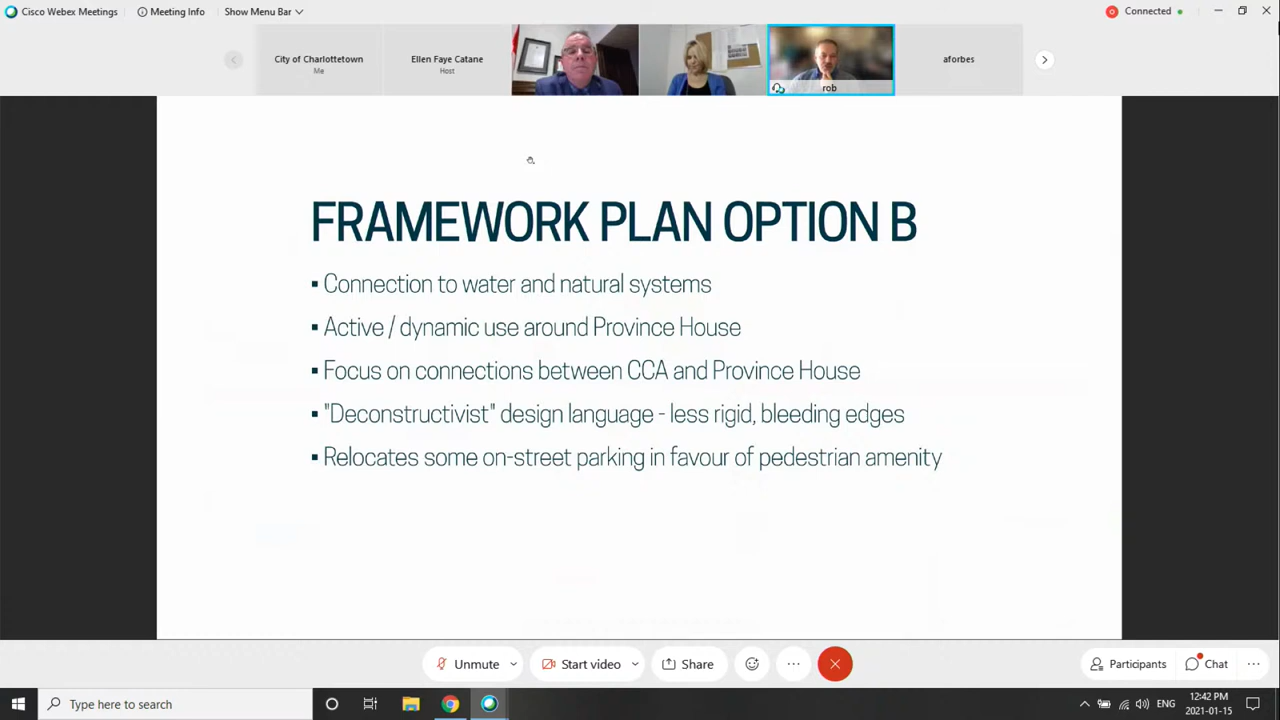 Cisco Webex Meetings
Meeting Info
Show Menu Bar
Connected
City of Charlottetown
Me
Ellen Faye Catane
Host
rob
aforbes
FRAMEWORK PLAN OPTION B
▪ Connection to water and natural systems
▪ Active / dynamic use around Province House
▪ Focus on connections between CCA and Province House
▪ "Deconstructivist" design language - less rigid, bleeding edges
▪ Relocates some on-street parking in favour of pedestrian amenity
Unmute
Start video
Share
Participants
Chat
Type here to search
ENG
12:42 PM
2021-01-15